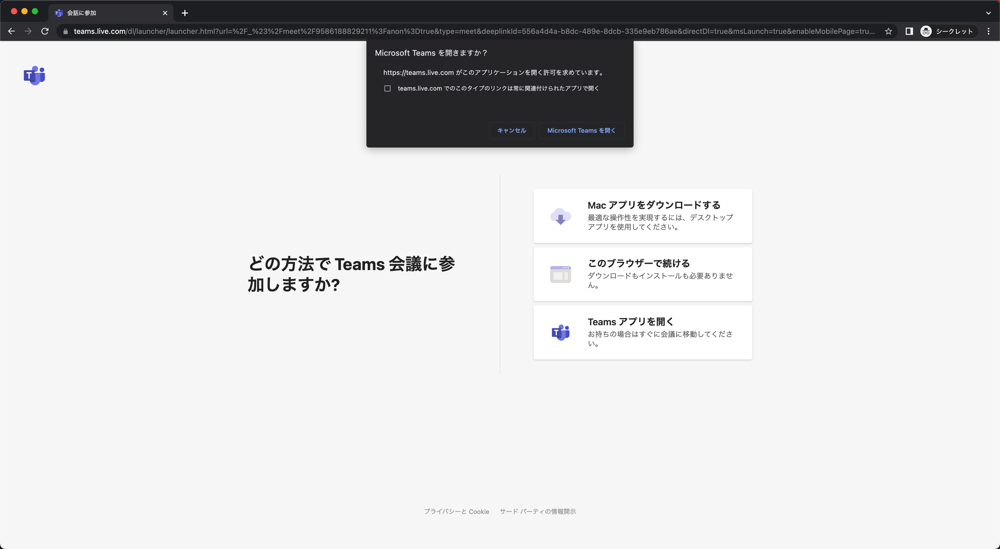 会話に参加
teams.live.com/dl/launcher/launcher.html?url=%2F_%23%2Fmeet%2F9586188829211%3Fanon%3Dtrue&type=meet&deeplinkId=556a4d4a-b8dc-489e-8dcb-335e9eb786ae&directDl=true&msLaunch=true&enableMobilePage=tru...
シークレット
Microsoft Teams を開きますか？
https://teams.live.com がこのアプリケーションを開く許可を求めています。
teams.live.com でのこのタイプのリンクは常に関連付けられたアプリで開く
キャンセル
Microsoft Teams を開く
T
どの方法で Teams 会議に参
加しますか?
Mac アプリをダウンロードする
最適な操作性を実現するには、デスクトップ
アプリを使用してください。
このブラウザーで続ける
ダウンロードもインストールも必要ありませ
ん。
T
Teams アプリを開く
お持ちの場合はすぐに会議に移動してくださ
い。
プライバシーと Cookie
サード パーティの情報開示